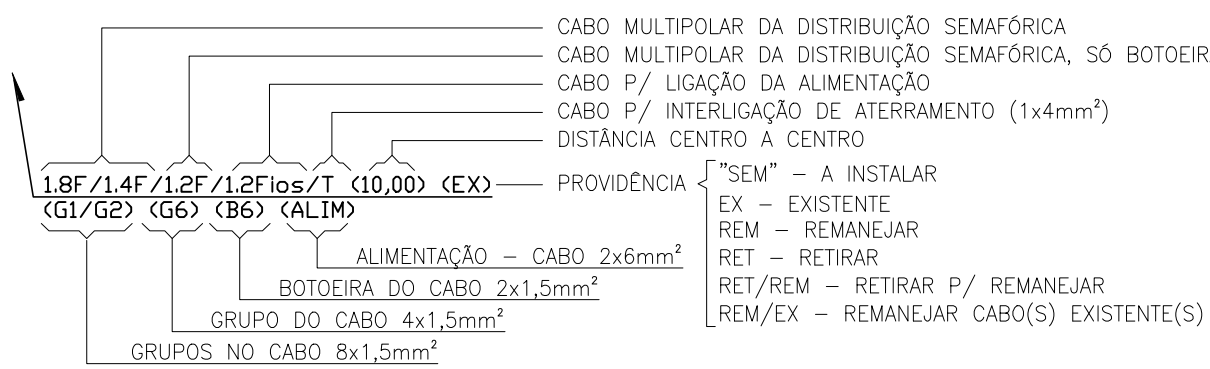 CABO MULTIPOLAR DA DISTRIBUIÇÃO SEMAFÓRICA
CABO MULTIPOLAR DA DISTRIBUIÇÃO SEMAFÓRICA, SÓ BOTOEIR
CABO P/ LIGAÇÃO DA ALIMENTAÇÃO
CABO P/ INTERLIGAÇÃO DE ATERRAMENTO (1x4mm²)
DISTÂNCIA CENTRO A CENTRO
1.8F/1.4F/1.2F/1.2Fios/T (10,00) (EX)
PROVIDÊNCIA
"SEM" – A INSTALAR
EX – EXISTENTE
REM – REMANEJAR
RET – RETIRAR
RET/REM – RETIRAR P/ REMANEJAR
REM/EX – REMANEJAR CABO(S) EXISTENTE(S)
(G1/G2) (G6) (B6) (ALIM)
ALIMENTAÇÃO – CABO 2x6mm²
BOTOEIRA DO CABO 2x1,5mm²
GRUPO DO CABO 4x1,5mm²
GRUPOS NO CABO 8x1,5mm²